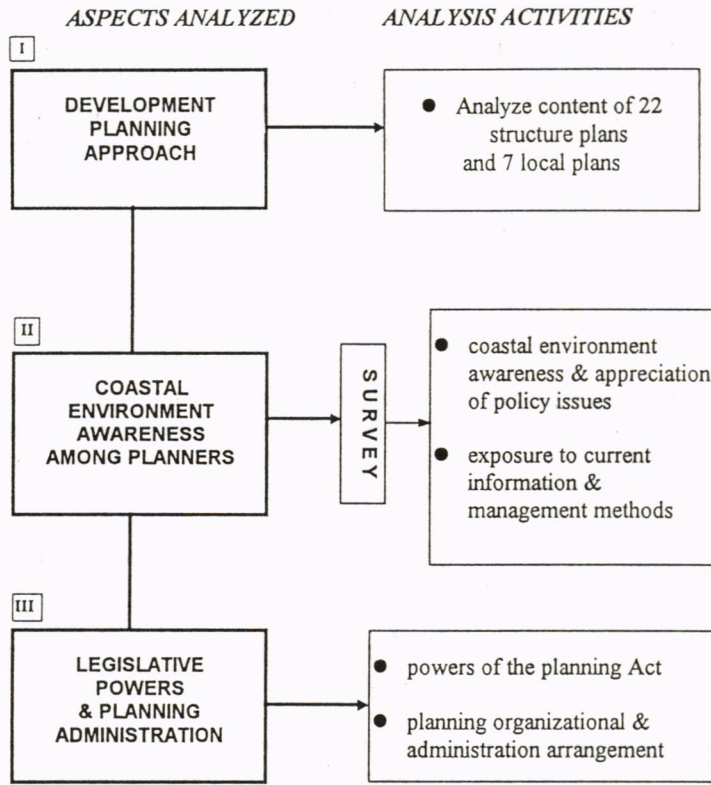 ASPECTS ANALYZED
ANALYSIS ACTIVITIES
I
DEVELOPMENT
PLANNING
APPROACH
● Analyze content of 22
structure plans
and 7 local plans
II
COASTAL
ENVIRONMENT
AWARENESS
AMONG PLANNERS
SURVEY
● coastal environment
awareness & appreciation
of policy issues
● exposure to current
information &
management methods
III
LEGISLATIVE
POWERS
& PLANNING
ADMINISTRATION
● powers of the planning Act
● planning organizational &
administration arrangement